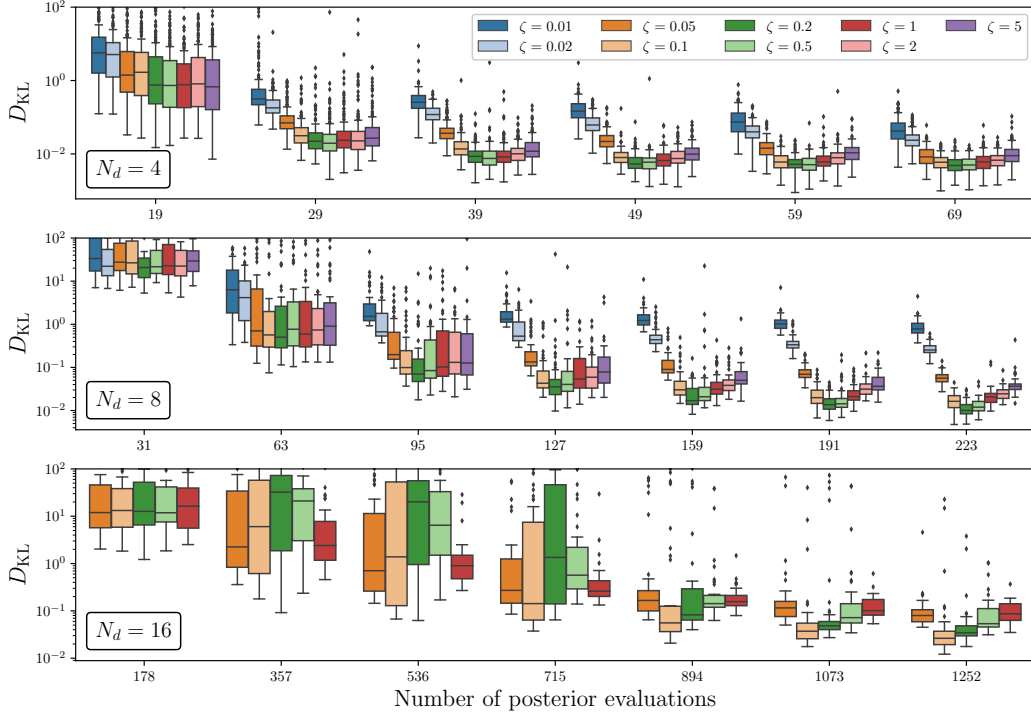 ζ = 0.01 ζ = 0.05 ζ = 0.2 ζ = 1 ζ = 5
ζ = 0.02 ζ = 0.1 ζ = 0.5 ζ = 2
D_KL
10^2
10^0
10^-2
N_d = 4
19 29 39 49 59 69
D_KL
10^2
10^1
10^0
10^-1
10^-2
N_d = 8
31 63 95 127 159 191 223
D_KL
10^2
10^1
10^0
10^-1
10^-2
N_d = 16
178 357 536 715 894 1073 1252
Number of posterior evaluations